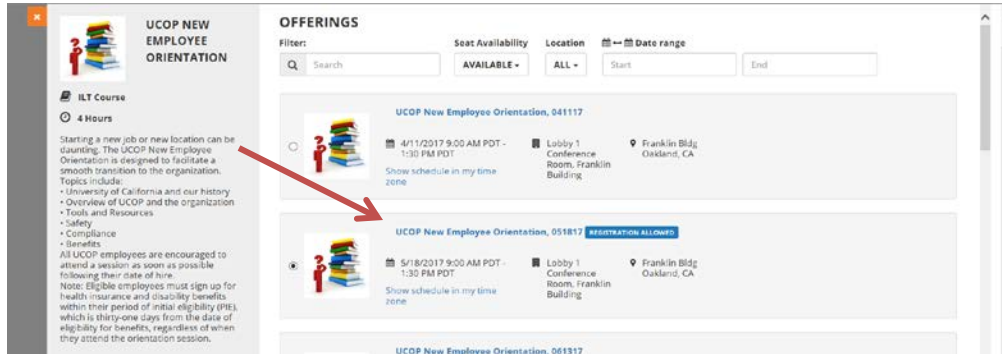 UCOP NEW
EMPLOYEE
ORIENTATION
ILT Course
4 Hours
Starting a new job or new location can be
daunting. The UCOP New Employee
Orientation is designed to facilitate a
smooth transition to the organization.
Topics include:
• University of California and our history
• Overview of UCOP and the organization
• Tools and Resources
• Safety
• Compliance
• Benefits
All UCOP employees are encouraged to
attend a session as soon as possible
following their date of hire.
Note: Eligible employees must sign up for
health insurance and disability benefits
within their period of initial eligibility (PIE),
which is thirty-one days from the date of
eligibility for benefits, regardless of when
they attend the orientation session.
OFFERINGS
Filter:
Seat Availability
Location
Date range
Search
AVAILABLE
ALL
Start
End
UCOP New Employee Orientation, 041117
4/11/2017 9:00 AM PDT -
1:30 PM PDT
Show schedule in my time
zone
Lobby 1
Conference
Room, Franklin
Building
Franklin Bldg
Oakland, CA
UCOP New Employee Orientation, 051817 REGISTRATION ALLOWED
5/18/2017 9:00 AM PDT -
1:30 PM PDT
Show schedule in my time
zone
Lobby 1
Conference
Room, Franklin
Building
Franklin Bldg
Oakland, CA
UCOP New Employee Orientation, 061317